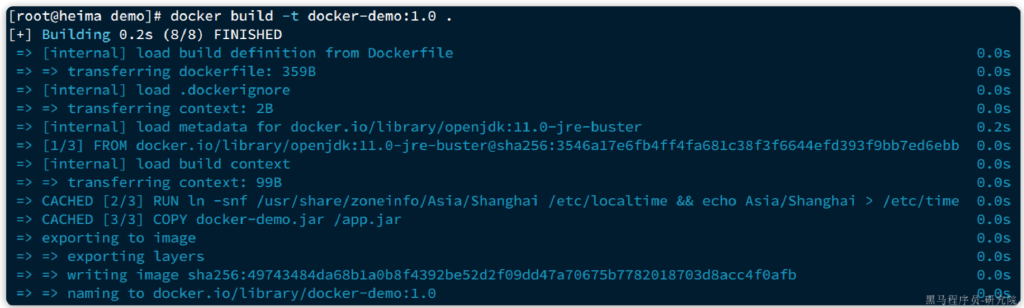 [root@heima demo]# docker build -t docker-demo:1.0 .
[+] Building 0.2s (8/8) FINISHED
=> [internal] load build definition from Dockerfile 0.0s
=> => transferring dockerfile: 359B 0.0s
=> [internal] load .dockerignore 0.0s
=> => transferring context: 2B 0.0s
=> [internal] load metadata for docker.io/library/openjdk:11.0-jre-buster 0.2s
=> [1/3] FROM docker.io/library/openjdk:11.0-jre-buster@sha256:3546a17e6fb4ff4fa681c38f3f6644efd393f9bb7ed6ebb 0.0s
=> [internal] load build context 0.0s
=> => transferring context: 99B 0.0s
=> CACHED [2/3] RUN ln -snf /usr/share/zoneinfo/Asia/Shanghai /etc/localtime && echo Asia/Shanghai > /etc/time 0.0s
=> CACHED [3/3] COPY docker-demo.jar /app.jar 0.0s
=> exporting to image 0.0s
=> => exporting layers 0.0s
=> => writing image sha256:49743484da68b1a0b8f4392be52d2f09dd47a70675b7782018703d8acc4f0afb 0.0s
=> => naming to docker.io/library/docker-demo:1.0 0.0s
黑马程序员-研究院